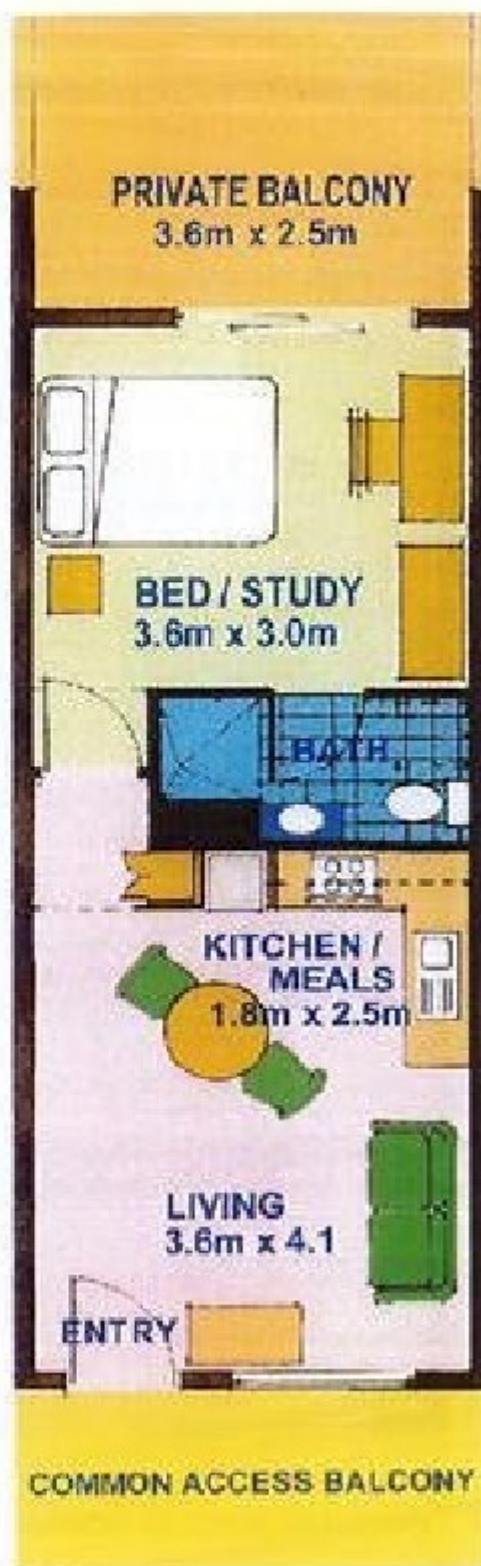 PRIVATE BALCONY
3.6m x 2.5m
BED / STUDY
3.6m x 3.0m
BATH
KITCHEN /
MEALS
1.8m x 2.5m
LIVING
3.6m x 4.1
ENTRY
COMMON ACCESS BALCONY